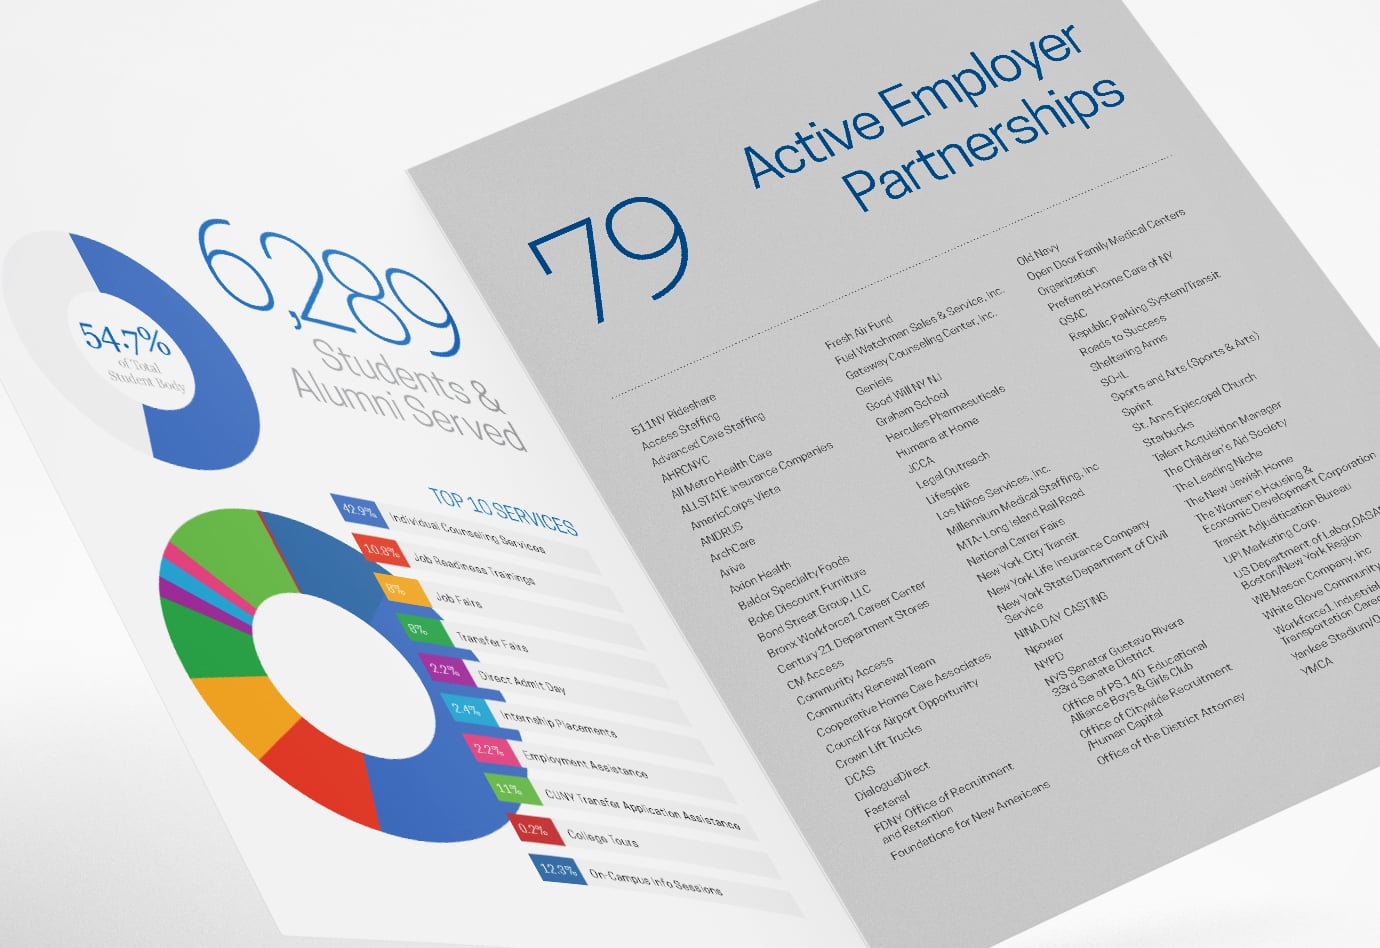 54.7%
of Total
Student Body
6,289
Students &
Alumni Served
TOP 10 SERVICES
42.9% Individual Counseling Services
10.8% Job Readiness Trainings
8% Job Fairs
8% Transfer Fairs
2.2% Direct Admit Day
2.4% Internship Placements
2.2% Employment Assistance
11% CUNY Transfer Application Assistance
0.2% College Tours
12.3% On-Campus Info Sessions
79
Active Employer
Partnerships
511NY Rideshare
Access Staffing
Advanced Care Staffing
AHRCNYC
All Metro Health Care
ALLSTATE Insurance Companies
AmeriCorps Vista
ANDRUS
ArchCare
Arive
Axion Health
Baldor Specialty Foods
Bobs Discount Furniture
Bond Street Group, LLC
Bronx Workforce1 Career Center
Century 21 Department Stores
CM Access
Community Access
Community Renewal Team
Cooperative Home Care Associates
Council For Airport Opportunity
Crown Lift Trucks
DCAS
DialogueDirect
Fastenal
FDNY Office of Recruitment
and Retention
Foundations for New Americans
Fresh Air Fund
Fuel Watchman Sales & Service, Inc.
Gateway Counseling Center, Inc.
Genisis
Good Will NY NJ
Graham School
Hercules Pharmesuticals
Humana at Home
JCCA
Legal Outreach
Lifespire
Los Niños Services, Inc.
Millennium Medical Staffing, Inc
MTA-Long Island Rail Road
National Career Fairs
New York City Transit
New York Life Insurance Company
New York State Department of Civil
Service
NINA DAY CASTING
Npower
NYPD
NYS Senator Gustavo Rivera
33rd Senate District
Office of PS.140 Educational
Alliance Boys & Girls Club
Office of Citywide Recruitment
/Human Capital
Office of the District Attorney
Old Navy
Open Door Family Medical Centers
Organization
Preferred Home Care of NY
QSAC
Republic Parking System/Transit
Roads to Success
Sheltering Arms
SO-IL
Sports and Arts (Sports & Arts)
Sprint
St. Anns Episcopal Church
Starbucks
Talent Acquisition Manager
The Children's Aid Society
The Leading Niche
The New Jewish Home
The Women's Housing &
Economic Development Corporation
Transit Adjuditication Bureau
UPI Marketing Corp.
US Department of Labor,
Boston/New York Region
WB Mason Company, Inc
White Glove Community
Workforce1 Industrial
Transportation
Yankee
YMCA